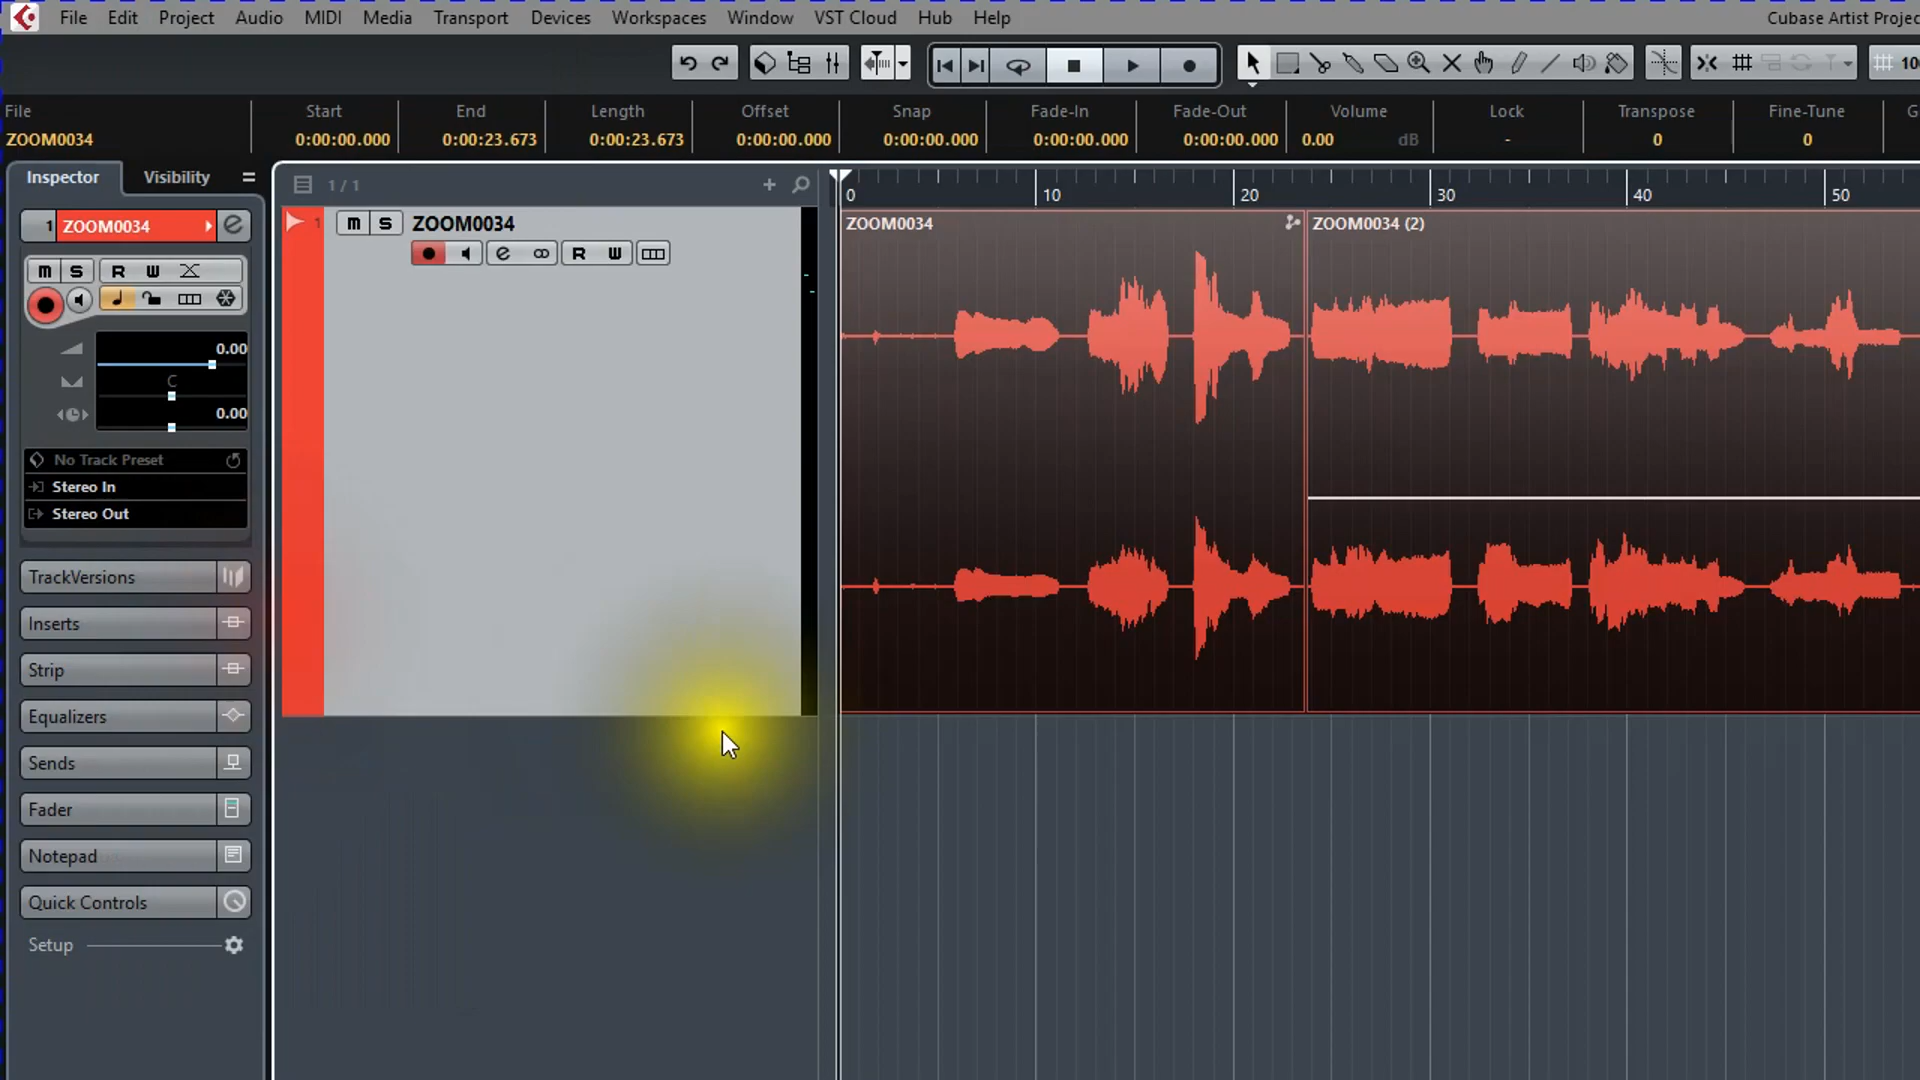 File Edit Project Audio MIDI Media Transport Devices Workspaces Window VST Cloud Hub Help Cubase Artist Projec
File Start End Length Offset Snap Fade-In Fade-Out Volume Lock Transpose Fine-Tune G
ZOOM0034 0:00:00.000 0:00:23.673 0:00:23.673 0:00:00.000 0:00:00.000 0:00:00.000 0:00:00.000 0.00 dB - 0 0
Inspector Visibility
1 / 1
0 10 20 30 40 50
1 ZOOM0034
1 M S ZOOM0034
ZOOM0034 ZOOM0034 (2)
R W
M S R W
0.00
C
0.00
No Track Preset
Stereo In
Stereo Out
TrackVersions
Inserts
Strip
Equalizers
Sends
Fader
Notepad
Quick Controls
Setup